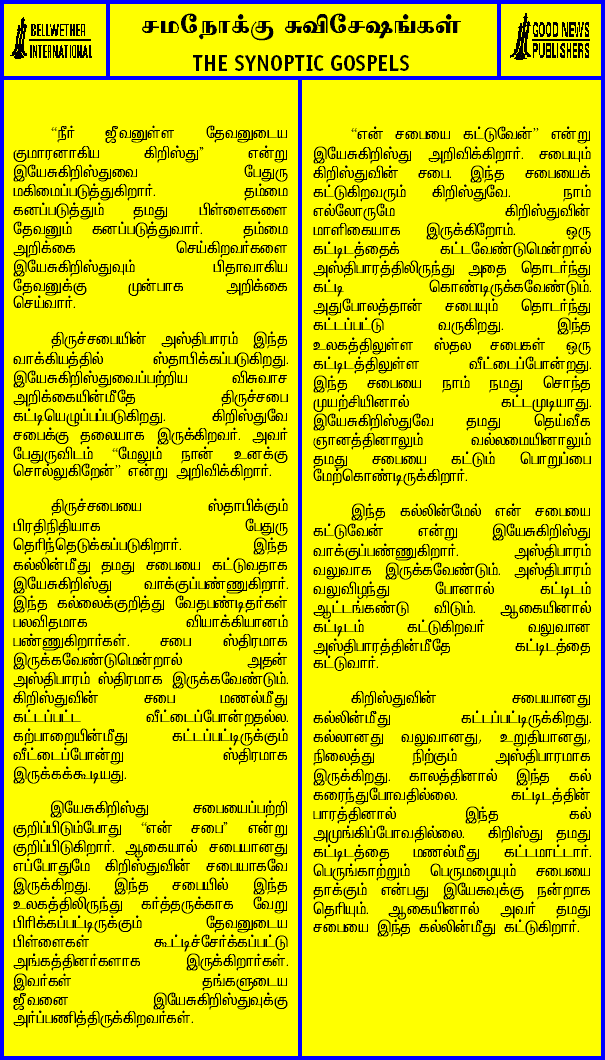 BELLWETHER
INTERNATIONAL
சமநோக்கு சுவிசேஷங்கள்
THE SYNOPTIC GOSPELS
GOOD NEWS
PUBLISHERS
“நீர் ஜீவனுள்ள தேவனுடைய
குமாரனாகிய கிறிஸ்து” என்று
இயேசுகிறிஸ்துவை பேதுரு
மகிமைப்படுத்துகிறார். தம்மை
கனப்படுத்தும் தமது பிள்ளைகளை
தேவனும் கனப்படுத்துவார். தம்மை
அறிக்கை செய்கிறவர்களை
இயேசுகிறிஸ்துவும் பிதாவாகிய
தேவனுக்கு முன்பாக அறிக்கை
செய்வார்.
திருச்சபையின் அஸ்திபாரம் இந்த
வாக்கியத்தில் ஸ்தாபிக்கப்படுகிறது.
இயேசுகிறிஸ்துவைப்பற்றிய விசுவாச
அறிக்கையின்மீதே திருச்சபை
கட்டியெழுப்பப்படுகிறது. கிறிஸ்துவே
சபைக்கு தலையாக இருக்கிறவர். அவர்
பேதுருவிடம் “மேலும் நான் உனக்கு
சொல்லுகிறேன்” என்று அறிவிக்கிறார்.
திருச்சபையை ஸ்தாபிக்கும்
பிரதிநிதியாக பேதுரு
தெரிந்தெடுக்கப்படுகிறார். இந்த
கல்லின்மீது தமது சபையை கட்டுவதாக
இயேசுகிறிஸ்து வாக்குப்பண்ணுகிறார்.
இந்த கல்லைக்குறித்து வேதபண்டிதர்கள்
பலவிதமாக வியாக்கியானம்
பண்ணுகிறார்கள். சபை ஸ்திரமாக
இருக்கவேண்டுமென்றால் அதன்
அஸ்திபாரம் ஸ்திரமாக இருக்கவேண்டும்.
கிறிஸ்துவின் சபை மணல்மீது
கட்டப்பட்ட வீட்டைப்போன்றதல்ல.
கற்பாறையின்மீது கட்டப்பட்டிருக்கும்
வீட்டைப்போன்று ஸ்திரமாக
இருக்கக்கூடியது.
இயேசுகிறிஸ்து சபையைப்பற்றி
குறிப்பிடும்போது “என் சபை” என்று
குறிப்பிடுகிறார். ஆகையால் சபையானது
எப்போதுமே கிறிஸ்துவின் சபையாகவே
இருக்கிறது. இந்த சபையில் இந்த
உலகத்திலிருந்து கர்த்தருக்காக வேறு
பிரிக்கப்பட்டிருக்கும் தேவனுடைய
பிள்ளைகள் கூட்டிச்சேர்க்கப்பட்டு
அங்கத்தினர்களாக இருக்கிறார்கள்.
இவர்கள் தங்களுடைய
ஜீவனை இயேசுகிறிஸ்துவுக்கு
அர்ப்பணித்திருக்கிறவர்கள்.
“என் சபையை கட்டுவேன்” என்று
இயேசுகிறிஸ்து அறிவிக்கிறார். சபையும்
கிறிஸ்துவின் சபை. இந்த சபையைக்
கட்டுகிறவரும் கிறிஸ்துவே. நாம்
எல்லோருமே கிறிஸ்துவின்
மாளிகையாக இருக்கிறோம். ஒரு
கட்டிடத்தைக் கட்டவேண்டுமென்றால்
அஸ்திபாரத்திலிருந்து அதை தொடர்ந்து
கட்டி கொண்டிருக்கவேண்டும்.
அதுபோலத்தான் சபையும் தொடர்ந்து
கட்டப்பட்டு வருகிறது. இந்த
உலகத்திலுள்ள ஸ்தல சபைகள் ஒரு
கட்டிடத்திலுள்ள வீட்டைப்போன்றது.
இந்த சபையை நாம் நமது சொந்த
முயற்சியினால் கட்டமுடியாது.
இயேசுகிறிஸ்துவே தமது தெய்வீக
ஞானத்தினாலும் வல்லமையினாலும்
தமது சபையை கட்டும் பொறுப்பை
மேற்கொண்டிருக்கிறார்.
இந்த கல்லின்மேல் என் சபையை
கட்டுவேன் என்று இயேசுகிறிஸ்து
வாக்குப்பண்ணுகிறார். அஸ்திபாரம்
வலுவாக இருக்கவேண்டும். அஸ்திபாரம்
வலுவிழந்து போனால் கட்டிடம்
ஆட்டங்கண்டு விடும். ஆகையினால்
கட்டிடம் கட்டுகிறவர் வலுவான
அஸ்திபாரத்தின்மீதே கட்டிடத்தை
கட்டுவார்.
கிறிஸ்துவின் சபையானது
கல்லின்மீது கட்டப்பட்டிருக்கிறது.
கல்லானது வலுவானது, உறுதியானது,
நிலைத்து நிற்கும் அஸ்திபாரமாக
இருக்கிறது. காலத்தினால் இந்த கல்
கரைந்துபோவதில்லை. கட்டிடத்தின்
பாரத்தினால் இந்த கல்
அமுங்கிப்போவதில்லை. கிறிஸ்து தமது
கட்டிடத்தை மணல்மீது கட்டமாட்டார்.
பெருங்காற்றும் பெருமழையும் சபையை
தாக்கும் என்பது இயேசுவுக்கு நன்றாக
தெரியும். ஆகையினால் அவர் தமது
சபையை இந்த கல்லின்மீது கட்டுகிறார்.